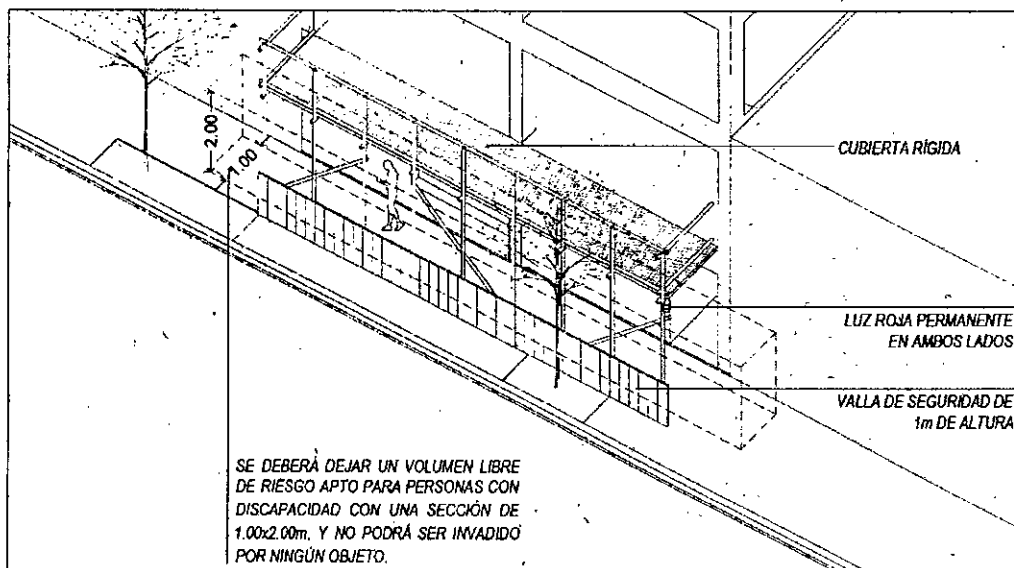 2.00
1.00
CUBIERTA RÍGIDA
LUZ ROJA PERMANENTE
EN AMBOS LADOS
VALLA DE SEGURIDAD DE
1m DE ALTURA
SE DEBERÁ DEJAR UN VOLUMEN LIBRE
DE RIESGO APTO PARA PERSONAS CON
DISCAPACIDAD CON UNA SECCIÓN DE
1.00x2.00m, Y NO PODRÁ SER INVADIDO
POR NINGÚN OBJETO.